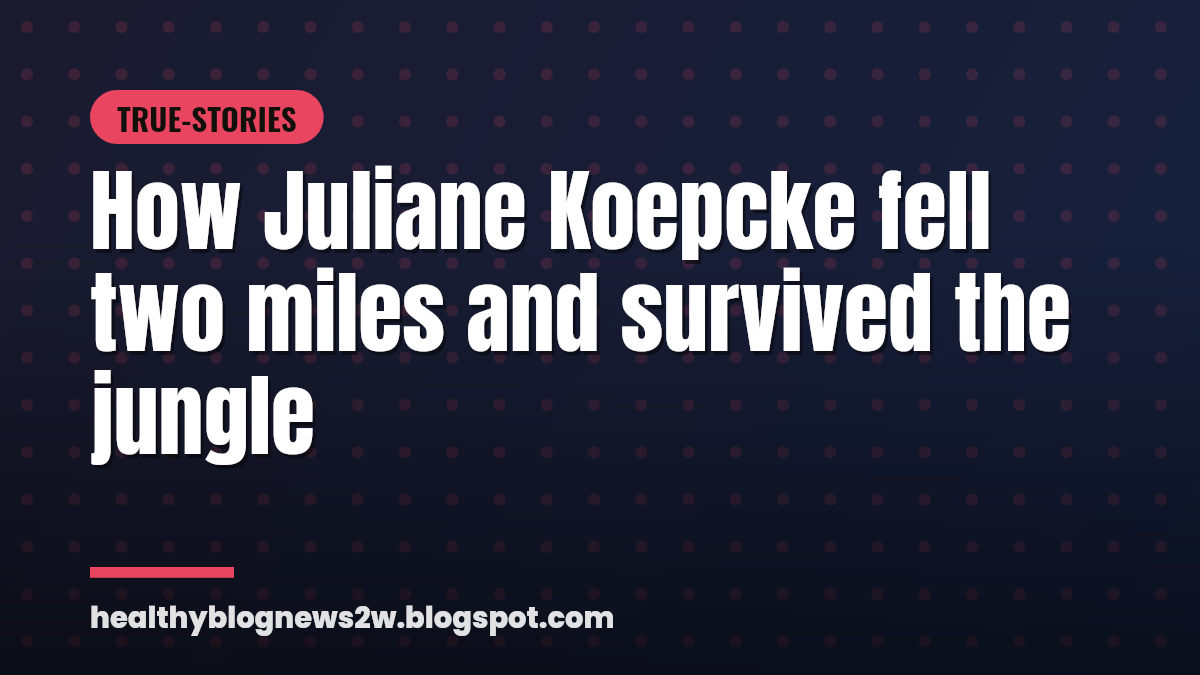 TRUE-STORIES
How Juliane Koepcke fell
two miles and survived the
jungle
healthyblognews2w.blogspot.com